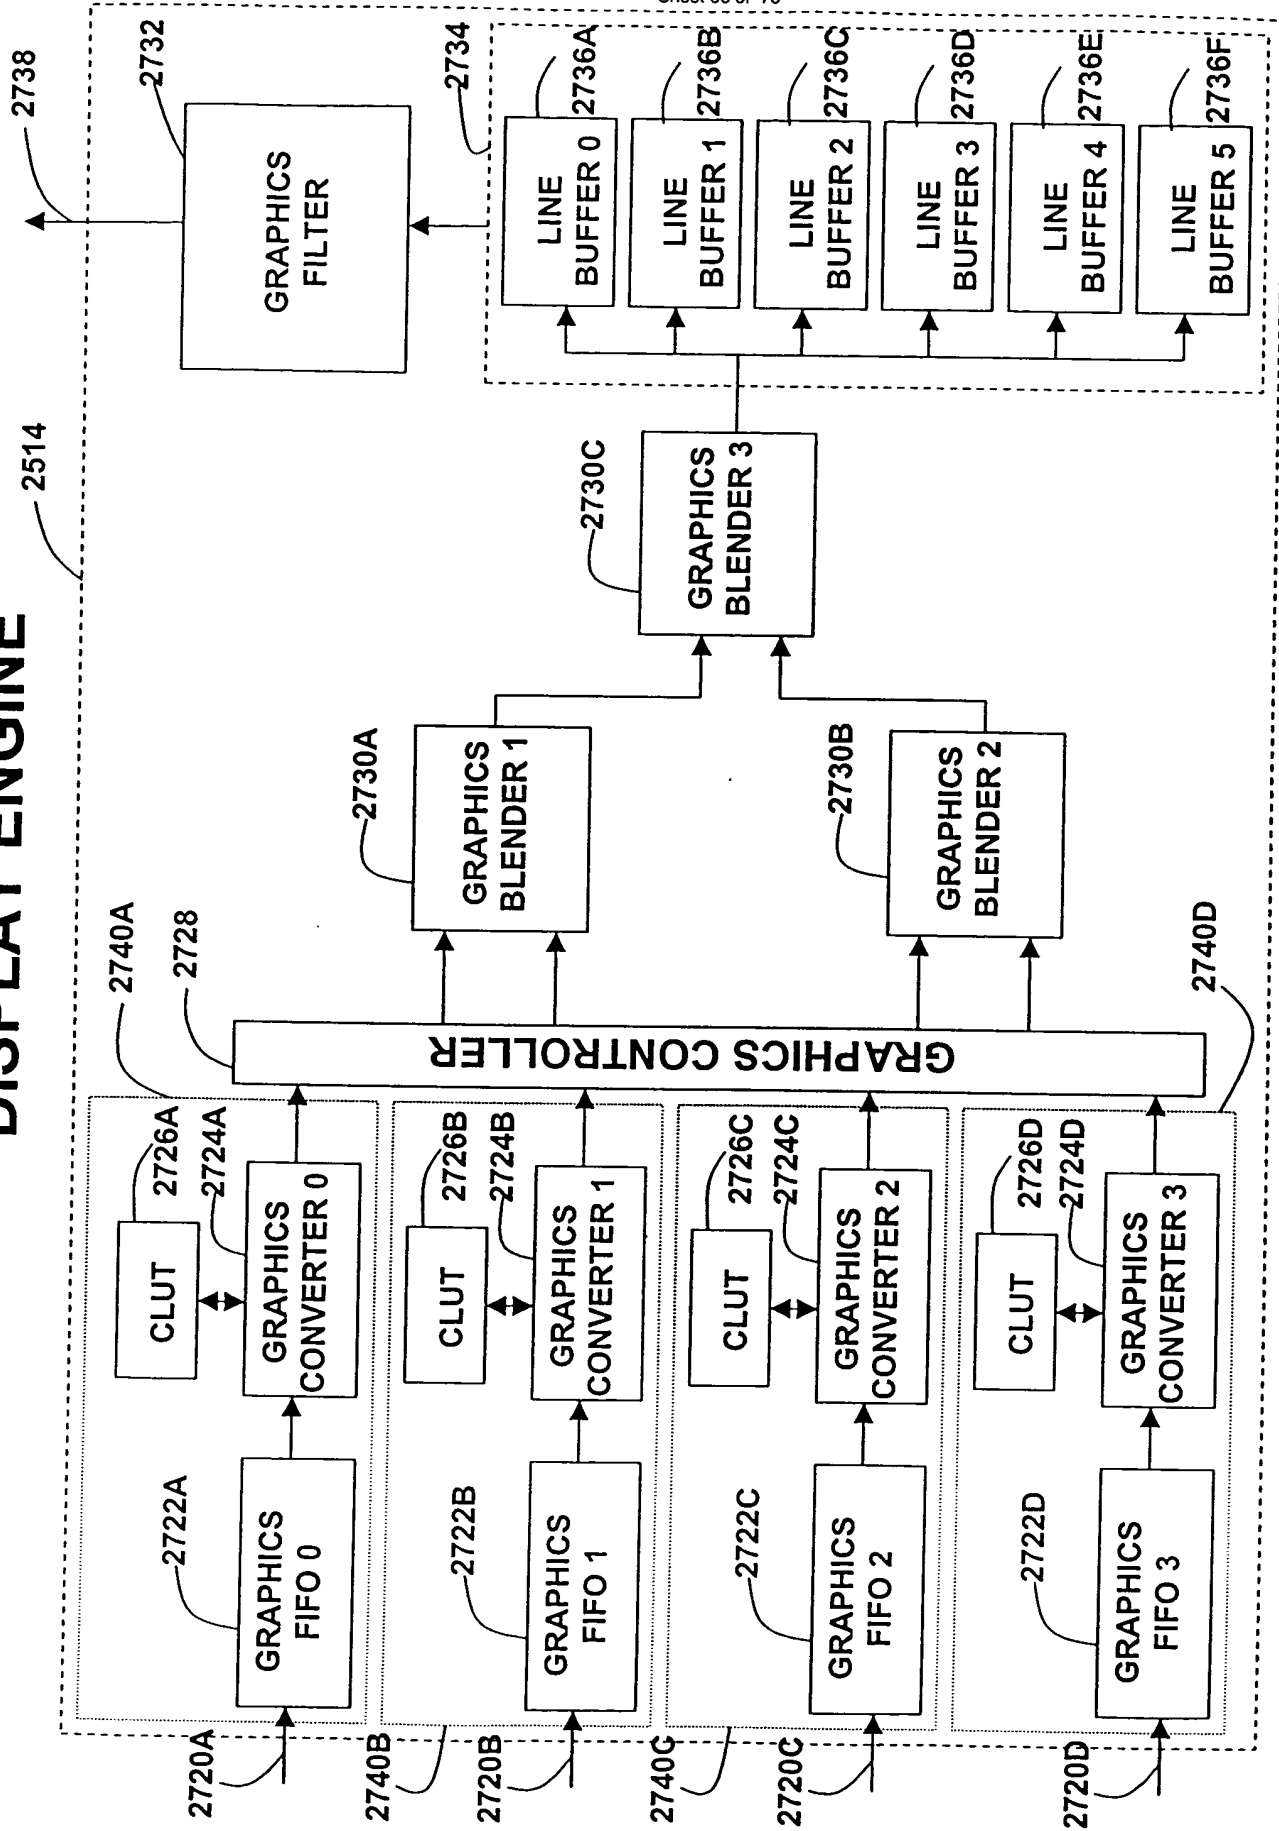 DISPLAY ENGINE
2514
2738
2732
GRAPHICS
FILTER
2734
2740A
2726A
CLUT
2724A
GRAPHICS
CONVERTER 0
2722A
GRAPHICS
FIFO 0
2720A
2740B
2726B
CLUT
2724B
GRAPHICS
CONVERTER 1
2722B
GRAPHICS
FIFO 1
2720B
2740C
2726C
CLUT
2724C
GRAPHICS
CONVERTER 2
2722C
GRAPHICS
FIFO 2
2720C
2740D
2726D
CLUT
2724D
GRAPHICS
CONVERTER 3
2722D
GRAPHICS
FIFO 3
2720D
2728
GRAPHICS CONTROLLER
2730A
GRAPHICS
BLENDER 1
2730B
GRAPHICS
BLENDER 2
2730C
GRAPHICS
BLENDER 3
LINE
BUFFER 0
2736A
LINE
BUFFER 1
2736B
LINE
BUFFER 2
2736C
LINE
BUFFER 3
2736D
LINE
BUFFER 4
2736E
LINE
BUFFER 5
2736F